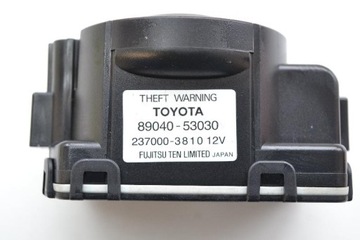 THEFT WARNING
TOYOTA
89040-53030
237000-3810 12V
FUJITSU TEN LIMITED JAPAN